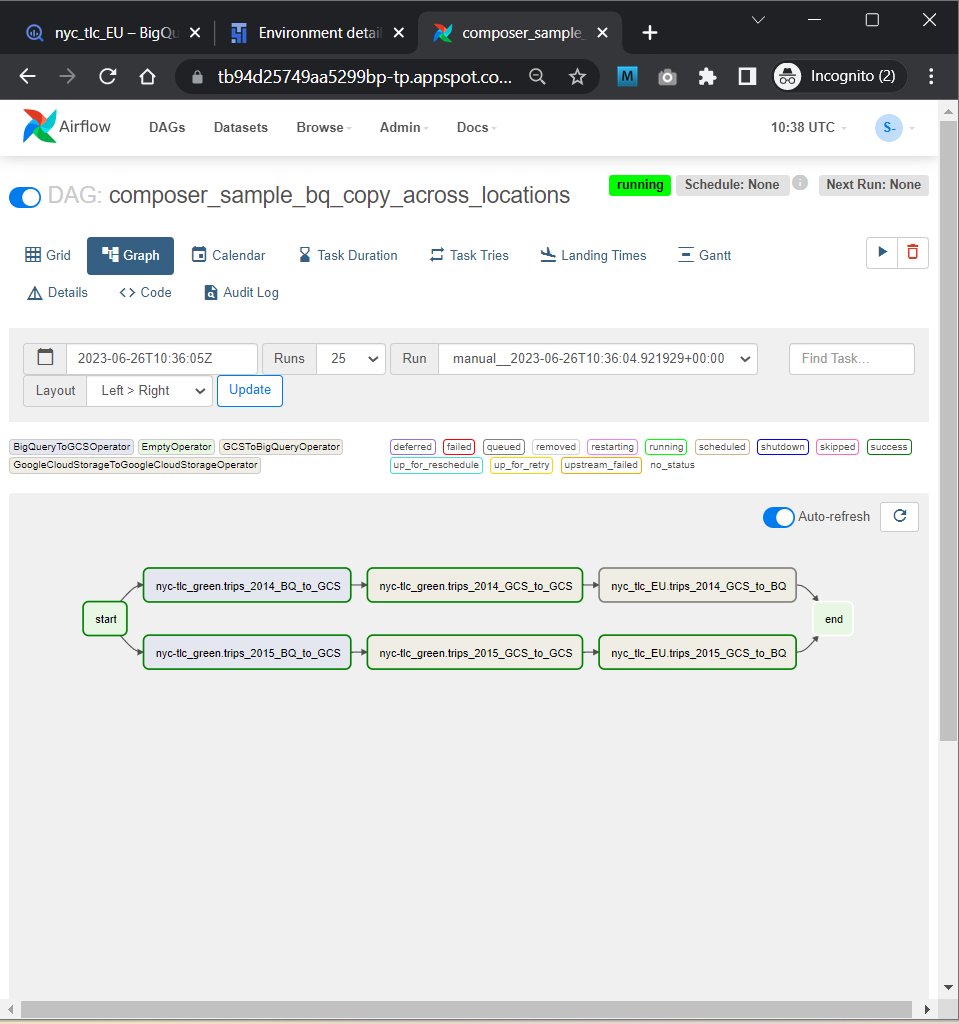 nyc_tlc_EU – BigQu
Environment detail
composer_sample_
tb94d25749aa5299bp-tp.appspot.co...
M
Incognito (2)
Airflow
DAGs
Datasets
Browse
Admin
Docs
10:38 UTC
S-
DAG: composer_sample_bq_copy_across_locations
running
Schedule: None
Next Run: None
Grid
Graph
Calendar
Task Duration
Task Tries
Landing Times
Gantt
Details
Code
Audit Log
2023-06-26T10:36:05Z
Runs
25
Run
manual__2023-06-26T10:36:04.921929+00:00
Find Task...
Layout
Left > Right
Update
BigQueryToGCSOperator
EmptyOperator
GCSToBigQueryOperator
GoogleCloudStorageToGoogleCloudStorageOperator
deferred
failed
queued
removed
restarting
running
scheduled
shutdown
skipped
success
up_for_reschedule
up_for_retry
upstream_failed
no_status
Auto-refresh
nyc-tlc_green.trips_2014_BQ_to_GCS
nyc-tlc_green.trips_2014_GCS_to_GCS
nyc_tlc_EU.trips_2014_GCS_to_BQ
start
end
nyc-tlc_green.trips_2015_BQ_to_GCS
nyc-tlc_green.trips_2015_GCS_to_GCS
nyc_tlc_EU.trips_2015_GCS_to_BQ